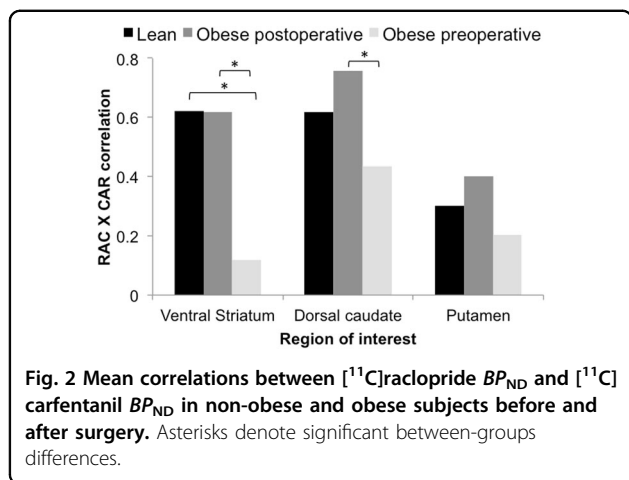 ■ Lean ■ Obese postoperative ■ Obese preoperative
0.8
0.6
0.4
0.2
0
RAC X CAR correlation
*
*
*
Ventral Striatum Dorsal caudate Putamen
Region of interest
Fig. 2 Mean correlations between [¹¹C]raclopride BP_ND and [¹¹C]
carfentanil BP_ND in non-obese and obese subjects before and
after surgery. Asterisks denote significant between-groups
differences.